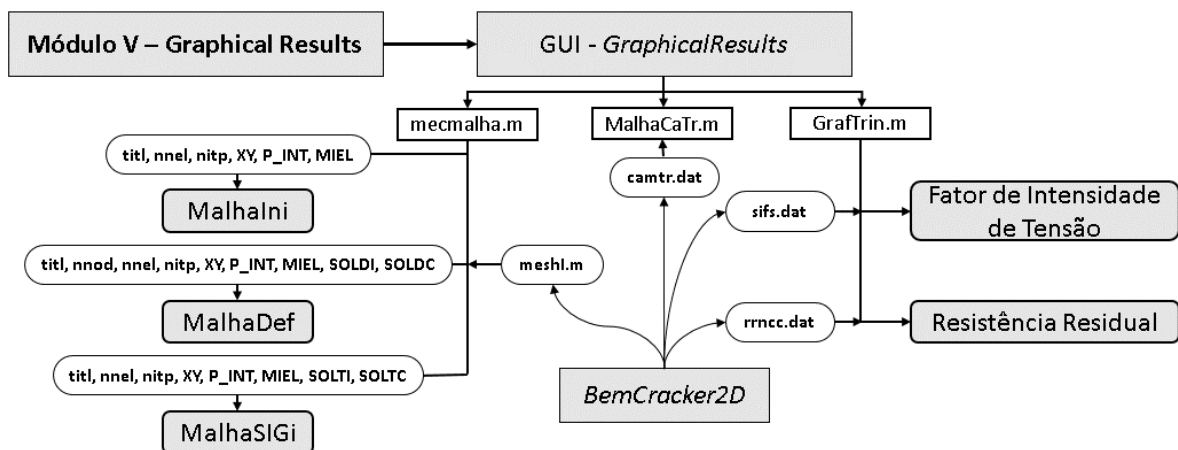 Módulo V – Graphical Results
GUI - GraphicalResults
mecmalha.m
MalhaCaTr.m
GrafTrin.m
titl, nnel, nitp, XY, P_INT, MIEL
MalhaIni
camtr.dat
sifs.dat
Fator de Intensidade
de Tensão
titl, nnod, nnel, nitp, XY, P_INT, MIEL, SOLDI, SOLDC
meshI.m
MalhaDef
rrncc.dat
Resistência Residual
titl, nnel, nitp, XY, P_INT, MIEL, SOLTI, SOLTC
BemCracker2D
MalhaSIGi